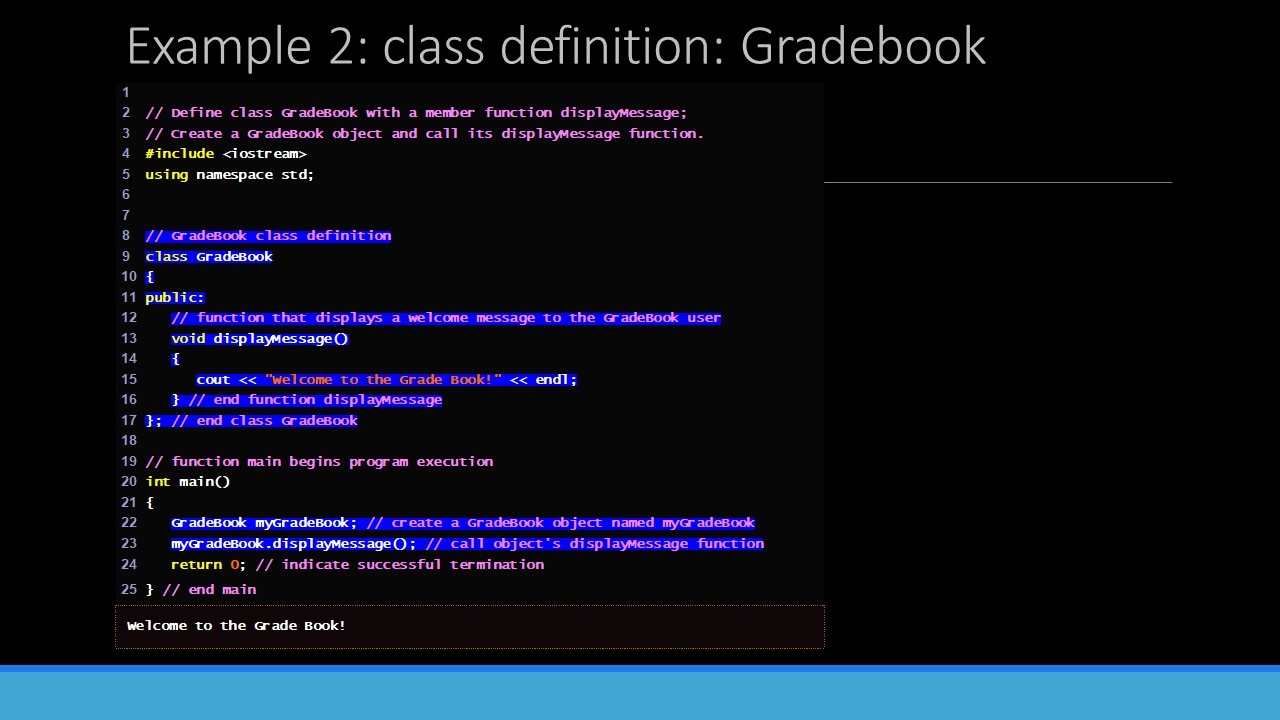 Example 2: class definition: Gradebook
1
2 // Define class GradeBook with a member function displayMessage;
3 // Create a GradeBook object and call its displayMessage function.
4 #include <iostream>
5 using namespace std;
6
7
8 // GradeBook class definition
9 class GradeBook
10 {
11 public:
12    // function that displays a welcome message to the GradeBook user
13    void displayMessage()
14    {
15       cout << "Welcome to the Grade Book!" << endl;
16    } // end function displayMessage
17 }; // end class GradeBook
18
19 // function main begins program execution
20 int main()
21 {
22    GradeBook myGradeBook; // create a GradeBook object named myGradeBook
23    myGradeBook.displayMessage(); // call object's displayMessage function
24    return 0; // indicate successful termination
25 } // end main
Welcome to the Grade Book!